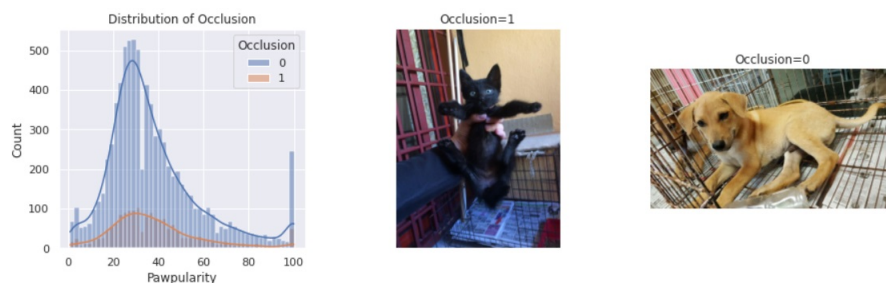 Distribution of Occlusion
Occlusion
0
1
500
400
300
200
100
0
Count
0 20 40 60 80 100
Pawpularity
Occlusion=1
Occlusion=0